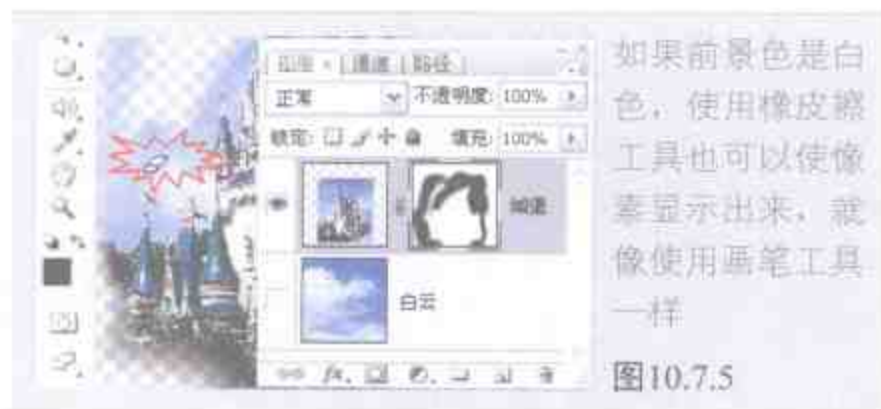 图层 × 通道 路径
正常 不透明度: 100%
锁定: 填充: 100%
城堡
白云
如果前景色是白
色，使用橡皮擦
工具也可以使像
素显示出来，就
像使用画笔工具
一样
图10.7.5